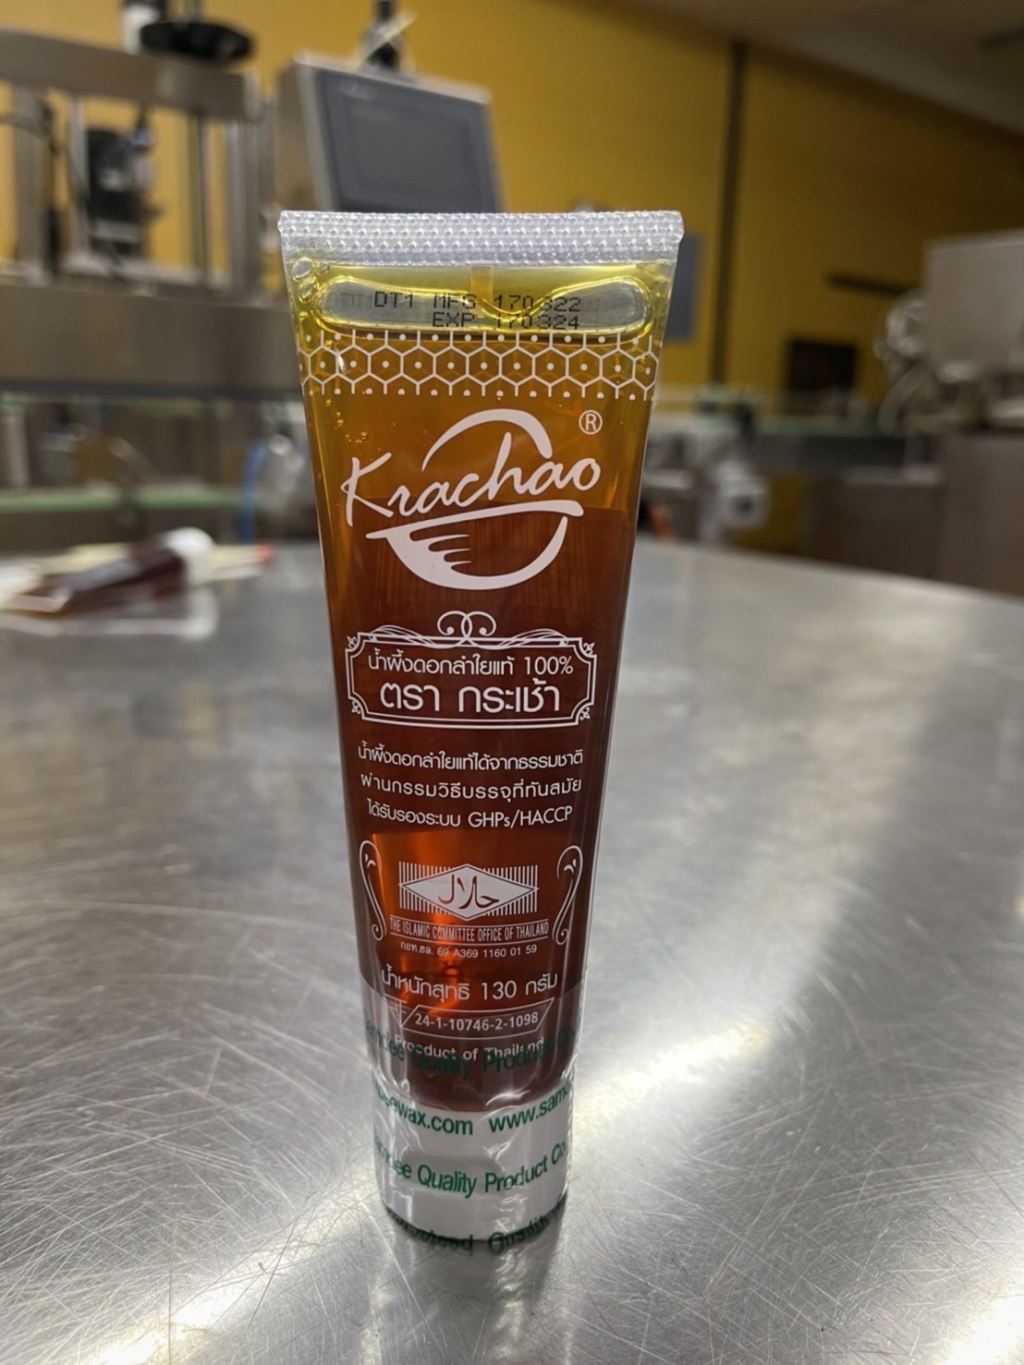 DT1 MFG 170322
EXP 170324
Krachao ®
น้ำผึ้งดอกลำใยแท้ 100%
ตรา กระเช้า
น้ำผึ้งดอกลำใยแท้ได้จากธรรมชาติ
ผ่านกรรมวิธีบรรจุที่ทันสมัย
ได้รับรองระบบ GHPs/HACCP
حلال
THE ISLAMIC COMMITTEE OFFICE OF THAILAND
กอท.ฮล. 69 A369 1160 01 59
น้ำหนักสุทธิ 130 กรัม
24-1-10746-2-1098
Product of Thailand
Quality Product
www.sam
Quality Product Co